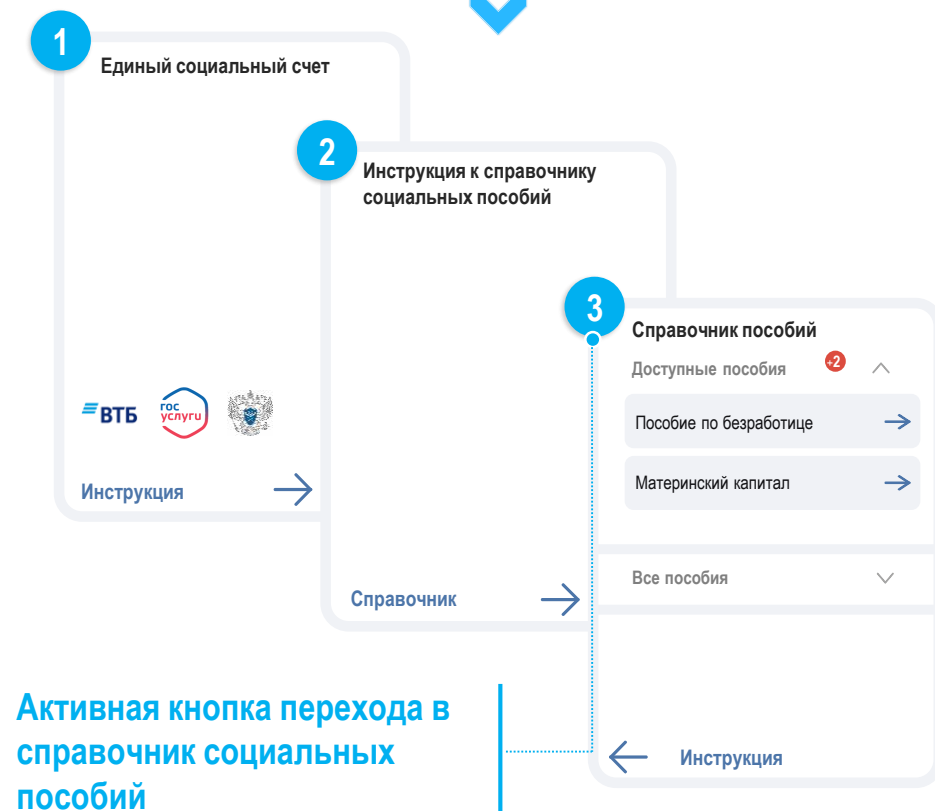 1
Единый социальный счет
2
Инструкция к справочнику
социальных пособий
3
Справочник пособий
Доступные пособия +2
Пособие по безработице
Материнский капитал
ВТБ
гос
услуги
Инструкция
Все пособия
Справочник
Активная кнопка перехода в
справочник социальных
пособий
Инструкция